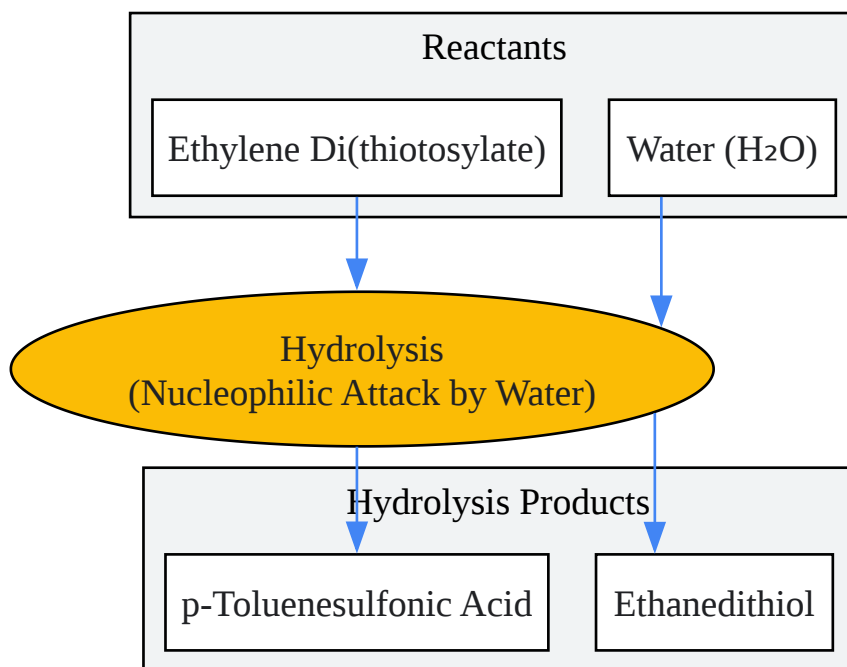 Reactants
Ethylene Di(thiotosylate)
Water (H₂O)
Hydrolysis
(Nucleophilic Attack by Water)
Hydrolysis Products
p-Toluenesulfonic Acid
Ethanedithiol